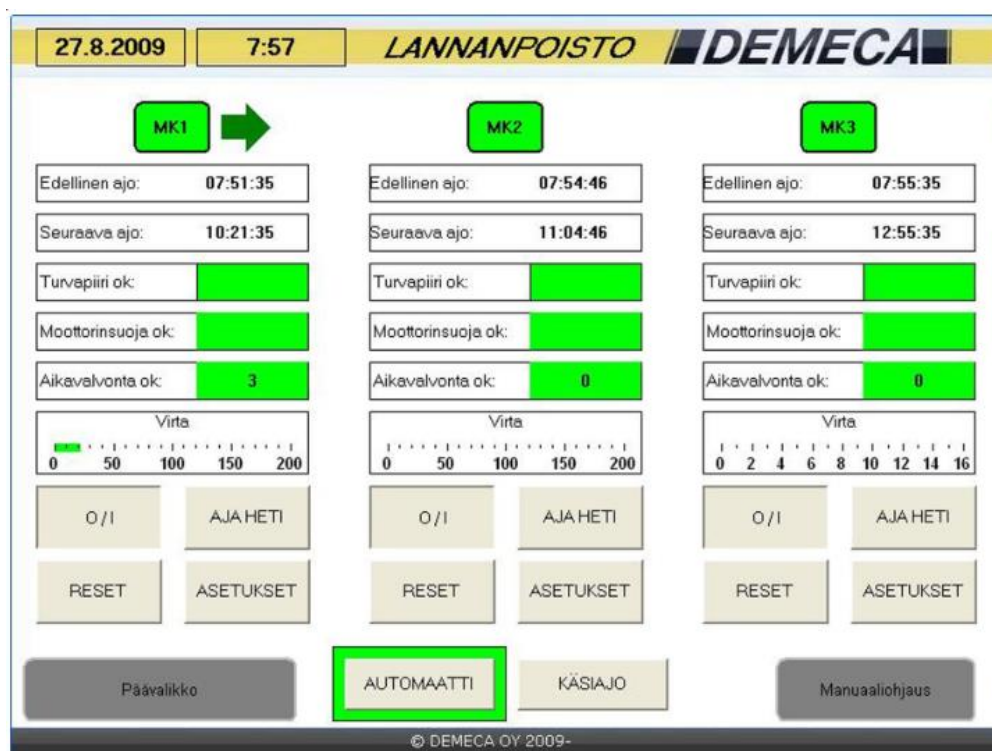 27.8.2009 7:57 LANNANPOISTO DEMECA
MK1 MK2 MK3
Edellinen ajo: 07:51:35 Edellinen ajo: 07:54:46 Edellinen ajo: 07:55:35
Seuraava ajo: 10:21:35 Seuraava ajo: 11:04:46 Seuraava ajo: 12:55:35
Turvapiiri ok: Turvapiiri ok: Turvapiiri ok:
Moottorinsuoja ok: Moottorinsuoja ok: Moottorinsuoja ok:
Aikavalvonta ok: 3 Aikavalvonta ok: 0 Aikavalvonta ok: 0
Virta Virta Virta
0 50 100 150 200 0 50 100 150 200 0 2 4 6 8 10 12 14 16
O/I AJA HETI O/I AJA HETI O/I AJA HETI
RESET ASETUKSET RESET ASETUKSET RESET ASETUKSET
Päävalikko AUTOMAATTI KÄSIAJO Manuaaliohjaus
© DEMECA OY 2009-